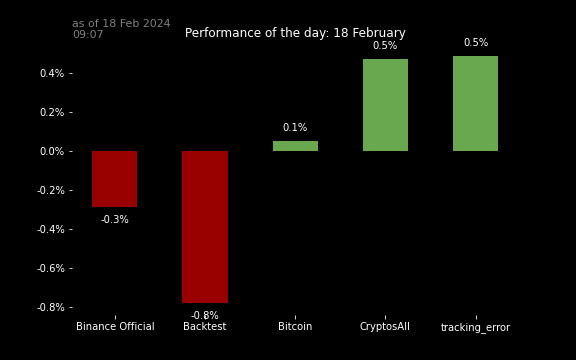 as of 18 Feb 2024
09:07
Performance of the day: 18 February
0.5%
0.5%
0.4%
0.2%
0.1%
0.0%
-0.2%
-0.3%
-0.4%
-0.6%
-0.8%
-0.8%
Binance Official
Backtest
Bitcoin
CryptosAll
tracking_error